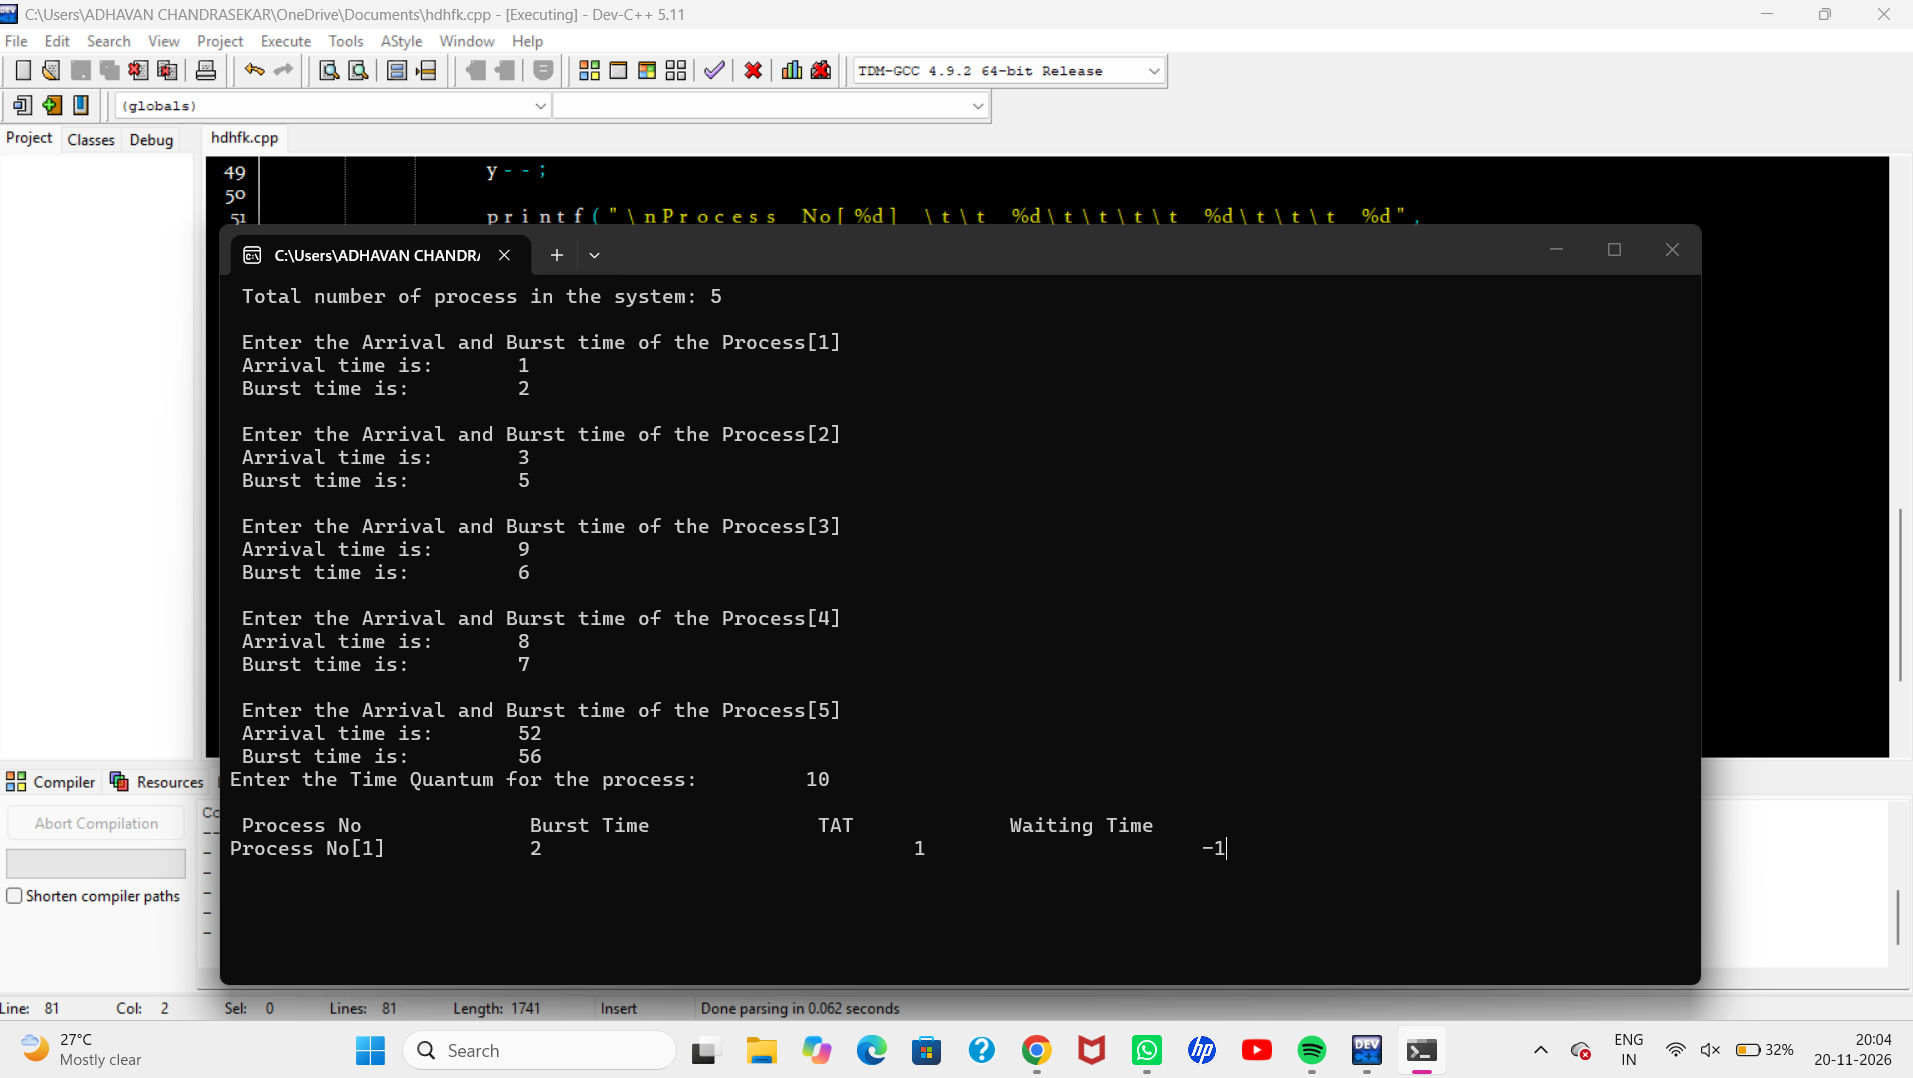 C:\Users\ADHAVAN CHANDRASEKAR\OneDrive\Documents\hdhfk.cpp - [Executing] - Dev-C++ 5.11
File Edit Search View Project Execute Tools AStyle Window Help
TDM-GCC 4.9.2 64-bit Release
(globals)
Project Classes Debug hdhfk.cpp
49 y--;
50
51 printf("\nProcess No[%d] \t\t %d\t\t\t\t %d\t\t\t %d",
C:\Users\ADHAVAN CHANDRA
Total number of process in the system: 5
Enter the Arrival and Burst time of the Process[1]
Arrival time is: 1
Burst time is: 2
Enter the Arrival and Burst time of the Process[2]
Arrival time is: 3
Burst time is: 5
Enter the Arrival and Burst time of the Process[3]
Arrival time is: 9
Burst time is: 6
Enter the Arrival and Burst time of the Process[4]
Arrival time is: 8
Burst time is: 7
Enter the Arrival and Burst time of the Process[5]
Arrival time is: 52
Burst time is: 56
Enter the Time Quantum for the process: 10
Process No Burst Time TAT Waiting Time
Process No[1] 2 1 -1
Compiler Resources
Abort Compilation
Shorten compiler paths
Line: 81 Col: 2 Sel: 0 Lines: 81 Length: 1741 Insert Done parsing in 0.062 seconds
27°C
Mostly clear
Search
DEV
ENG
IN
32%
20:04
20-11-2026